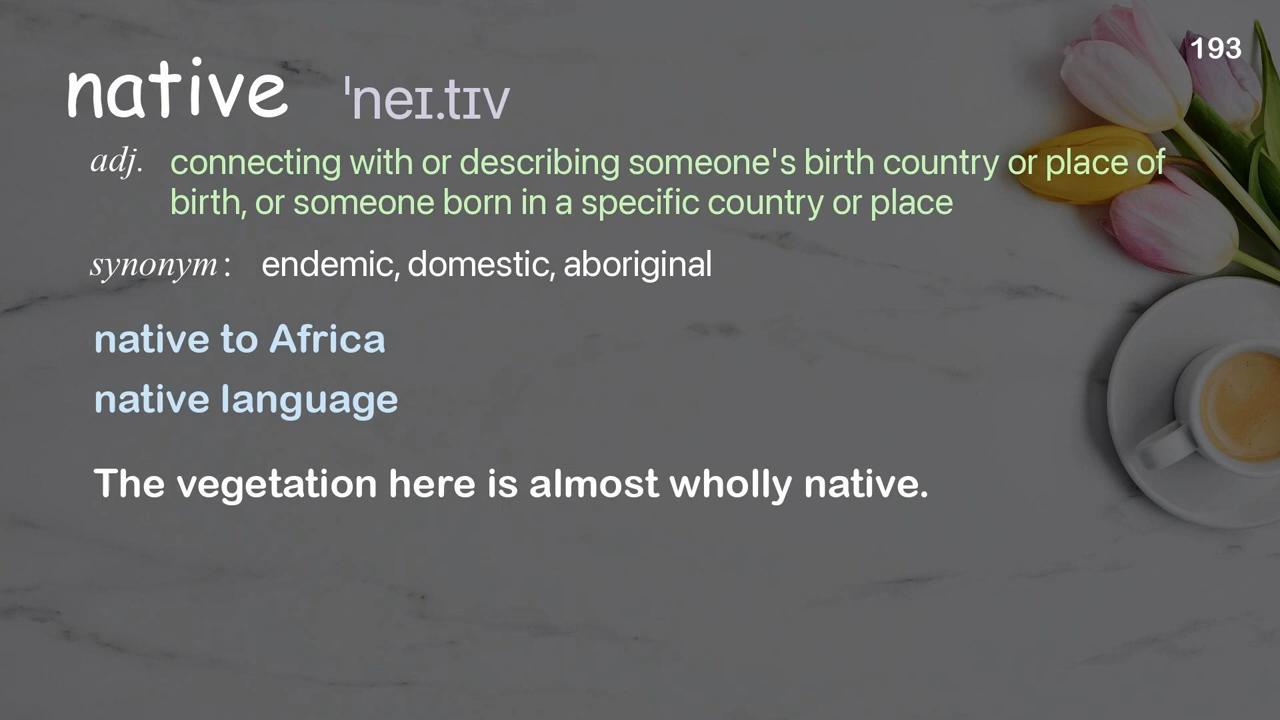 193
native ˈneɪ.tɪv
adj. connecting with or describing someone's birth country or place of
birth, or someone born in a specific country or place
synonym : endemic, domestic, aboriginal
native to Africa
native language
The vegetation here is almost wholly native.